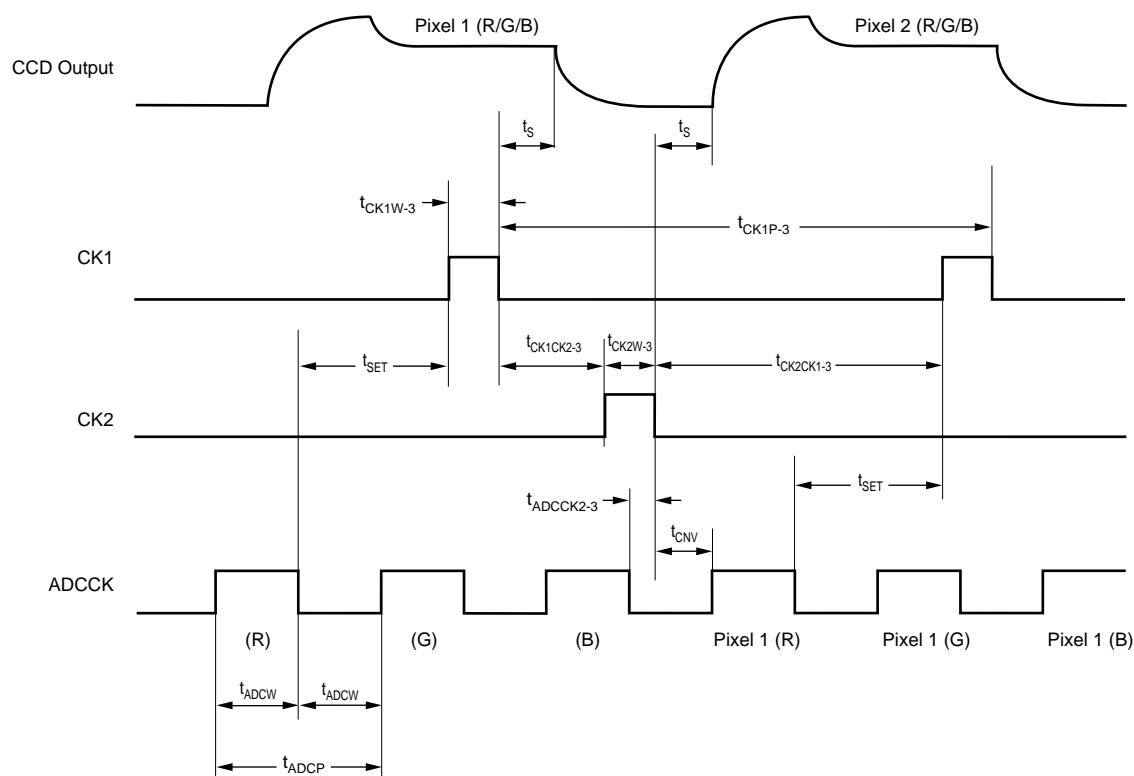 Pixel 1 (R/G/B)
Pixel 2 (R/G/B)
CCD Output
tS
tS
tCK1W-3
tCK1P-3
CK1
tSET
tCK1CK2-3
tCK2W-3
tCK2CK1-3
CK2
tADCCK2-3
tSET
tCNV
ADCCK
(R)
(G)
(B)
Pixel 1 (R)
Pixel 1 (G)
Pixel 1 (B)
tADCW
tADCW
tADCP